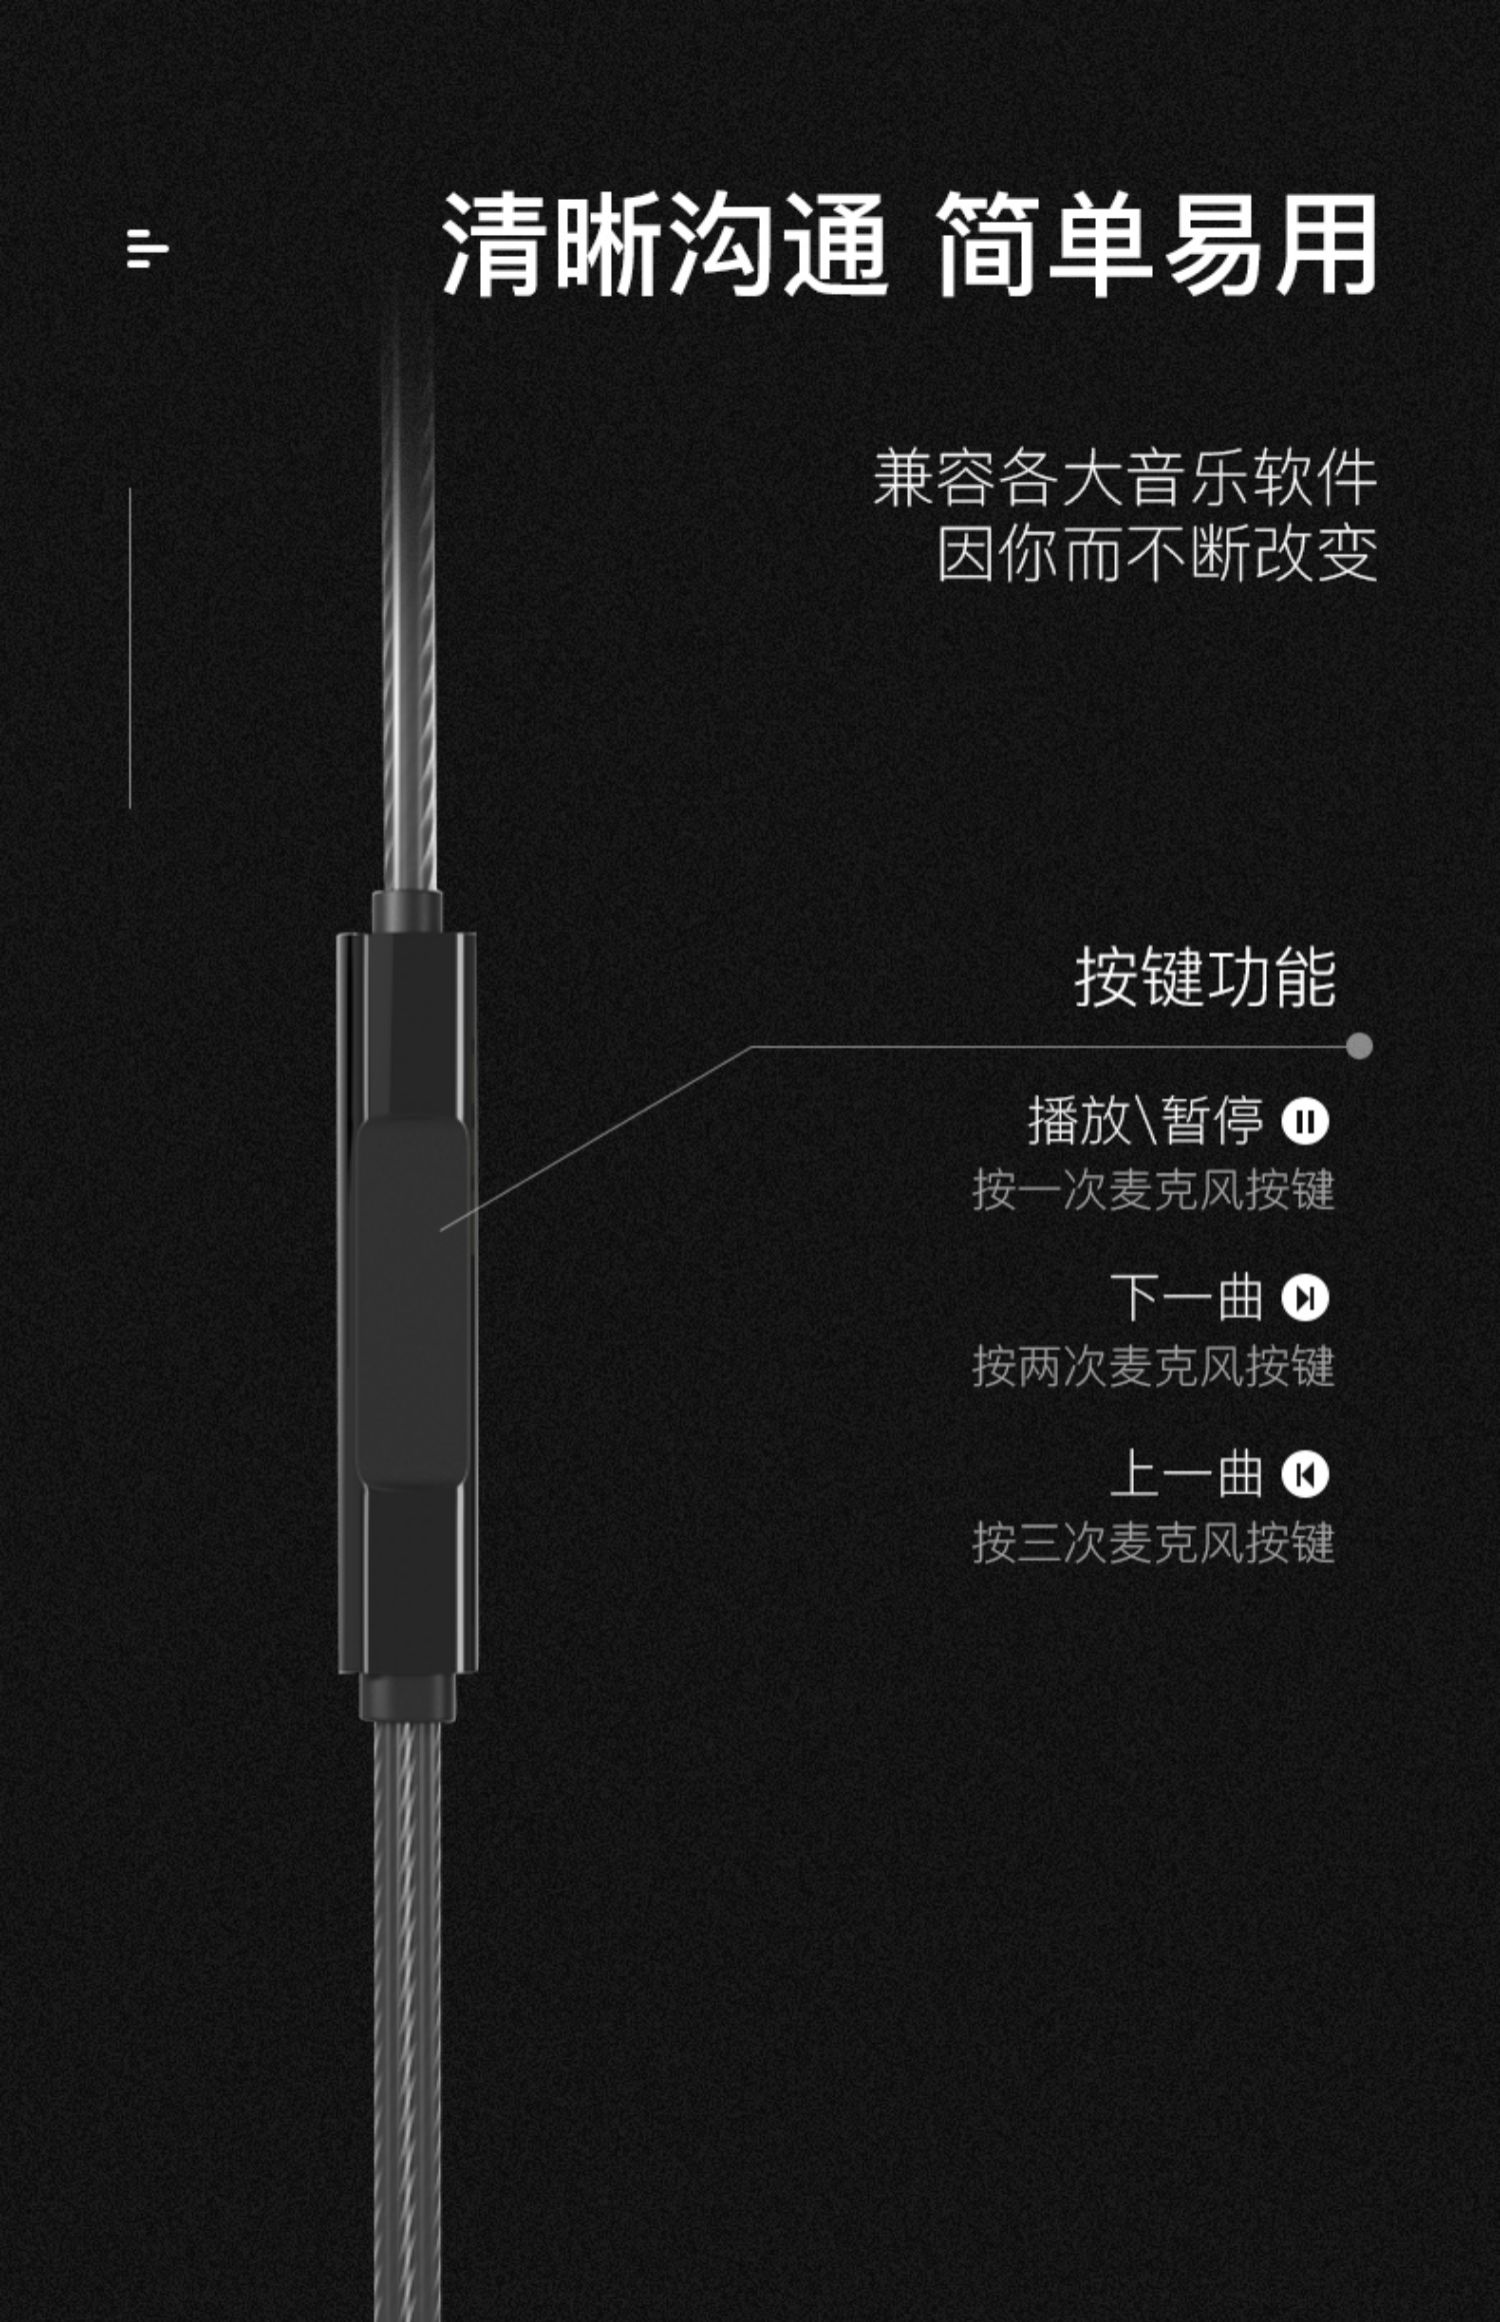 清晰沟通 简单易用
兼容各大音乐软件
因你而不断改变
按键功能
播放\暂停
按一次麦克风按键
下一曲
按两次麦克风按键
上一曲
按三次麦克风按键